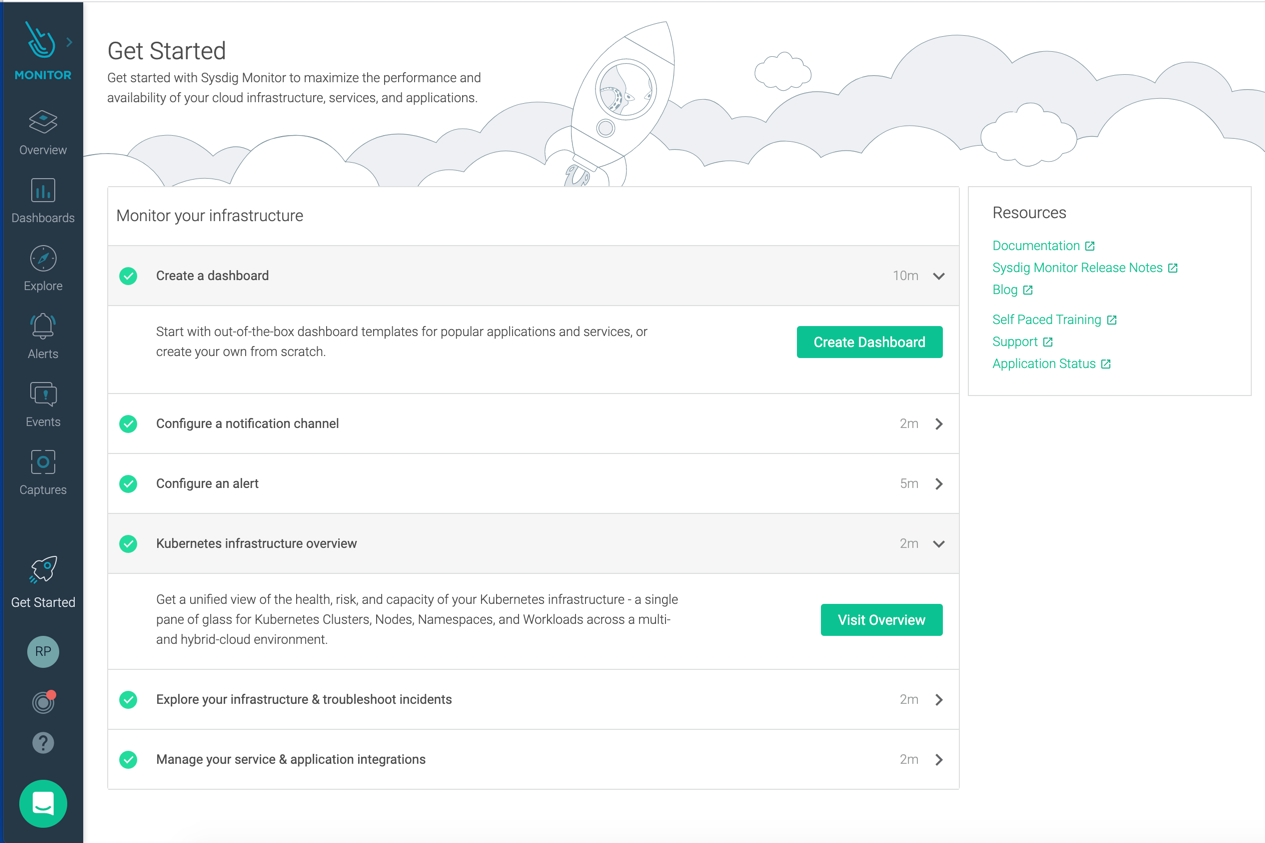 MONITOR
Overview
Dashboards
Explore
Alerts
Events
Captures
Get Started
RP
?
Get Started
Get started with Sysdig Monitor to maximize the performance and
availability of your cloud infrastructure, services, and applications.
Monitor your infrastructure
Create a dashboard 10m
Start with out-of-the-box dashboard templates for popular applications and services, or
create your own from scratch.
Create Dashboard
Configure a notification channel 2m
Configure an alert 5m
Kubernetes infrastructure overview 2m
Get a unified view of the health, risk, and capacity of your Kubernetes infrastructure - a single
pane of glass for Kubernetes Clusters, Nodes, Namespaces, and Workloads across a multi-
and hybrid-cloud environment.
Visit Overview
Explore your infrastructure & troubleshoot incidents 2m
Manage your service & application integrations 2m
Resources
Documentation
Sysdig Monitor Release Notes
Blog
Self Paced Training
Support
Application Status